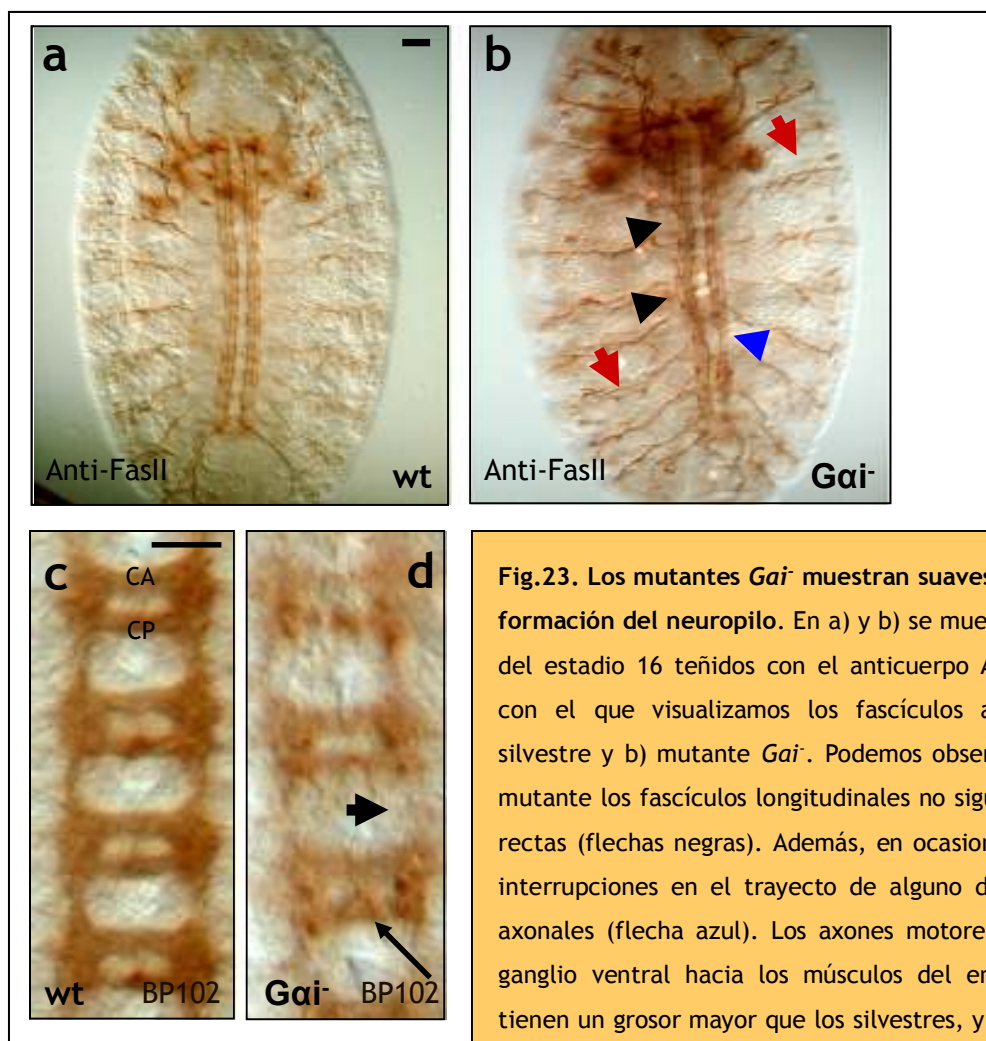 a
b
Anti-FasII wt
Anti-FasII Gαi-
c
CA
CP
wt BP102
d
Gαi- BP102
Fig.23. Los mutantes Gai- muestran suaves
formación del neuropilo. En a) y b) se mue
del estadio 16 teñidos con el anticuerpo A
con el que visualizamos los fascículos a
silvestre y b) mutante Gai-. Podemos obser
mutante los fascículos longitudinales no sigu
rectas (flechas negras). Además, en ocasion
interrupciones en el trayecto de alguno d
axonales (flecha azul). Los axones motore
ganglio ventral hacia los músculos del em
tienen un grosor mayor que los silvestres, y